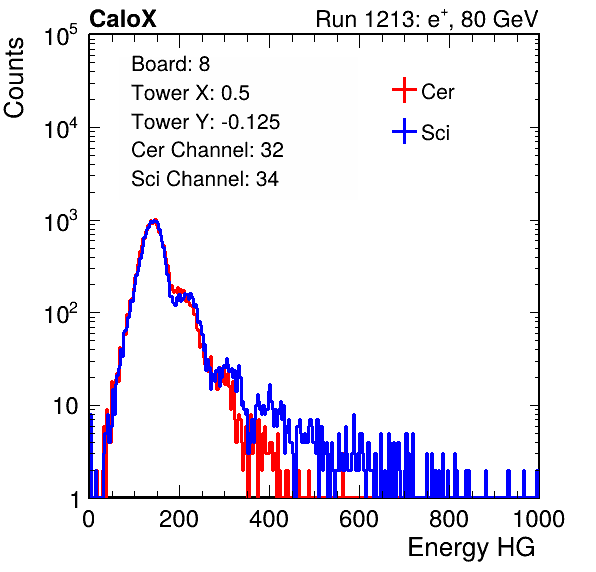 CaloX Run 1213: e⁺, 80 GeV
Counts
10⁵
10⁴
10³
10²
10
1
Board: 8
Tower X: 0.5
Tower Y: -0.125
Cer Channel: 32
Sci Channel: 34
Cer
Sci
0 200 400 600 800 1000
Energy HG